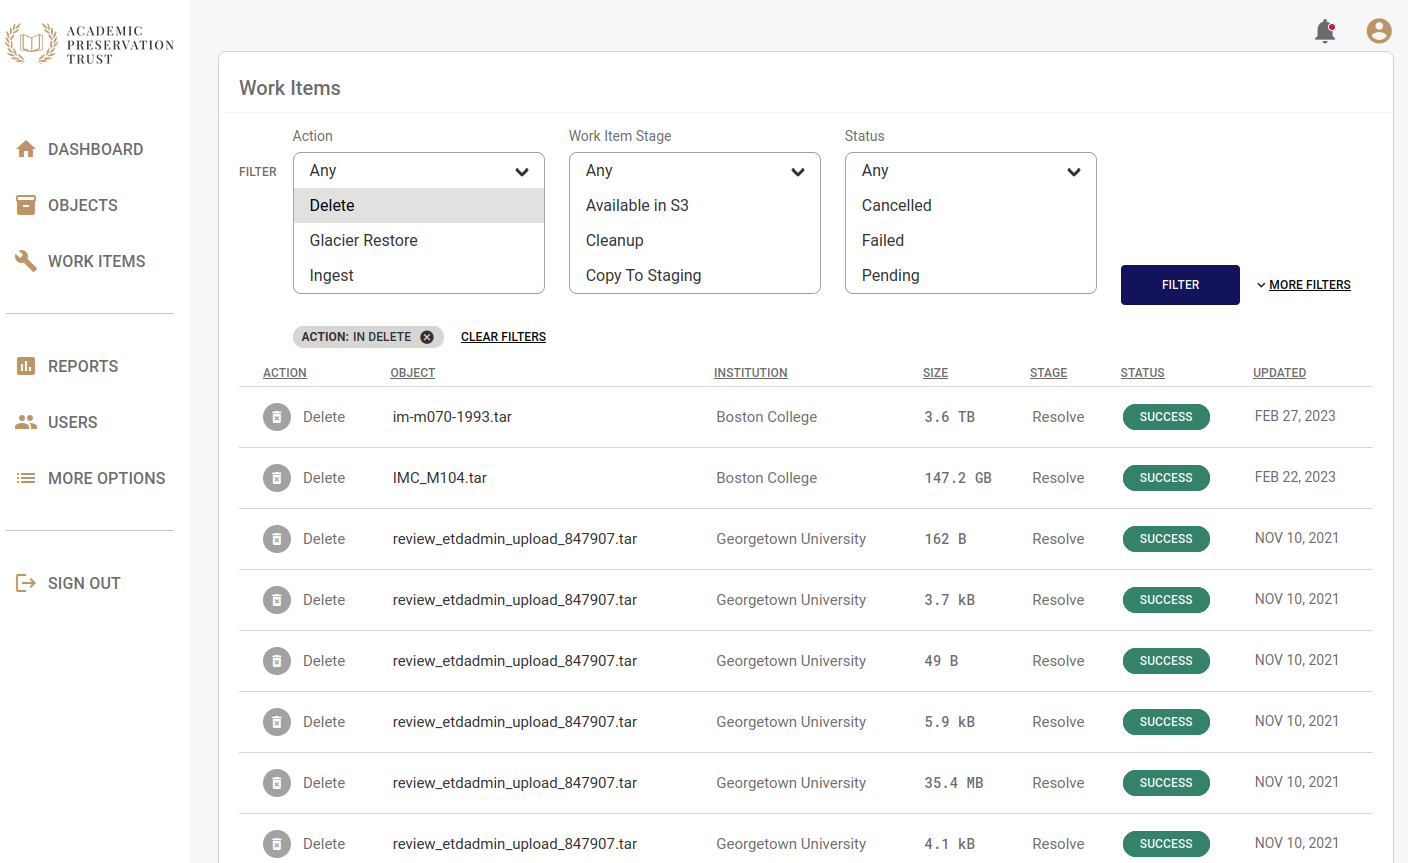 ACADEMIC
PRESERVATION
TRUST
DASHBOARD
OBJECTS
WORK ITEMS
REPORTS
USERS
MORE OPTIONS
SIGN OUT
Work Items
Action Work Item Stage Status
FILTER Any Any Any
Delete Available in S3 Cancelled
Glacier Restore Cleanup Failed
Ingest Copy To Staging Pending
FILTER MORE FILTERS
ACTION: IN DELETE CLEAR FILTERS
ACTION OBJECT INSTITUTION SIZE STAGE STATUS UPDATED
Delete im-m070-1993.tar Boston College 3.6 TB Resolve SUCCESS FEB 27, 2023
Delete IMC_M104.tar Boston College 147.2 GB Resolve SUCCESS FEB 22, 2023
Delete review_etdadmin_upload_847907.tar Georgetown University 162 B Resolve SUCCESS NOV 10, 2021
Delete review_etdadmin_upload_847907.tar Georgetown University 3.7 kB Resolve SUCCESS NOV 10, 2021
Delete review_etdadmin_upload_847907.tar Georgetown University 49 B Resolve SUCCESS NOV 10, 2021
Delete review_etdadmin_upload_847907.tar Georgetown University 5.9 kB Resolve SUCCESS NOV 10, 2021
Delete review_etdadmin_upload_847907.tar Georgetown University 35.4 MB Resolve SUCCESS NOV 10, 2021
Delete review_etdadmin_upload_847907.tar Georgetown University 4.1 kB Resolve SUCCESS NOV 10, 2021